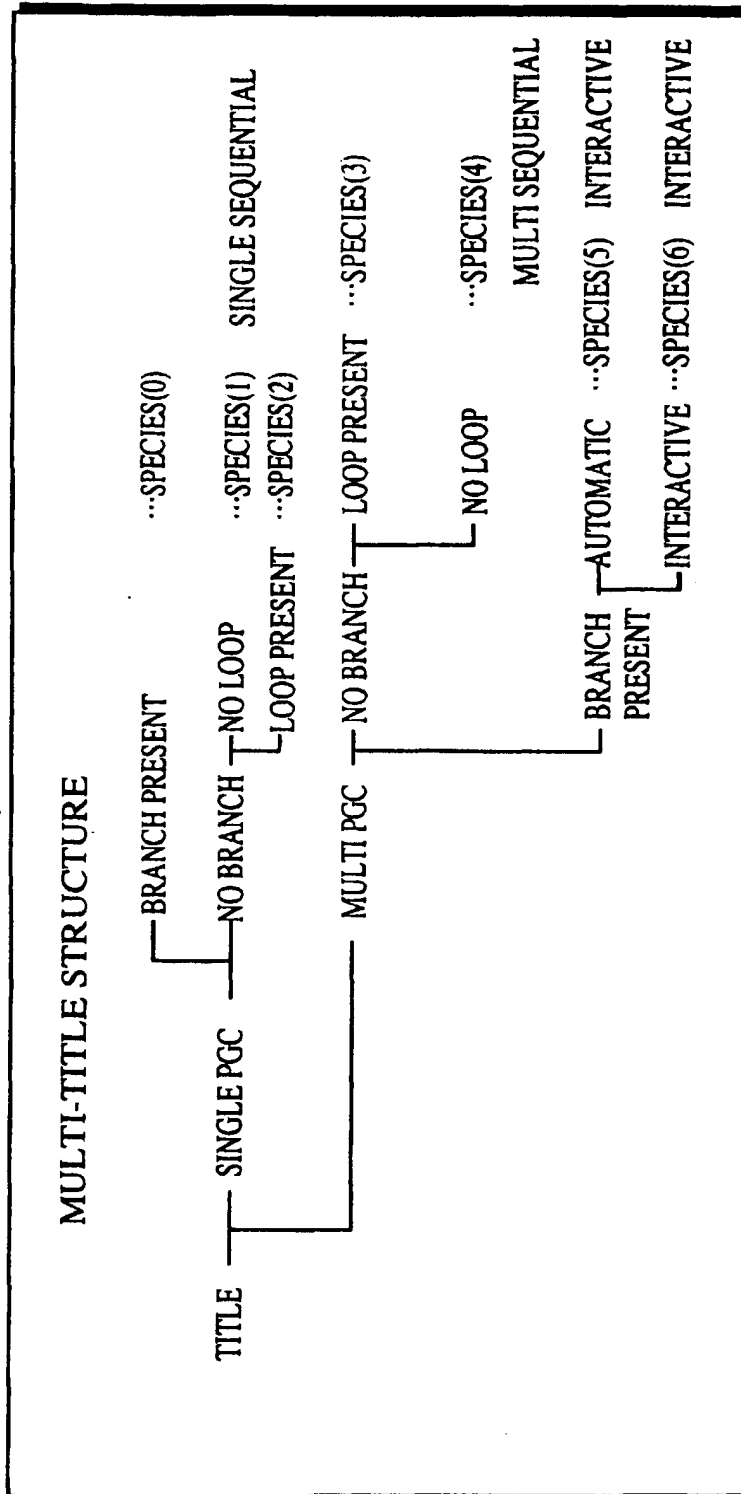 MULTI-TITLE STRUCTURE
BRANCH PRESENT ...SPECIES(0)
TITLE SINGLE PGC NO BRANCH NO LOOP ...SPECIES(1) SINGLE SEQUENTIAL
LOOP PRESENT ...SPECIES(2)
MULTI PGC NO BRANCH LOOP PRESENT ...SPECIES(3)
NO LOOP ...SPECIES(4)
MULTI SEQUENTIAL
BRANCH AUTOMATIC ...SPECIES(5) INTERACTIVE
PRESENT
INTERACTIVE ...SPECIES(6) INTERACTIVE